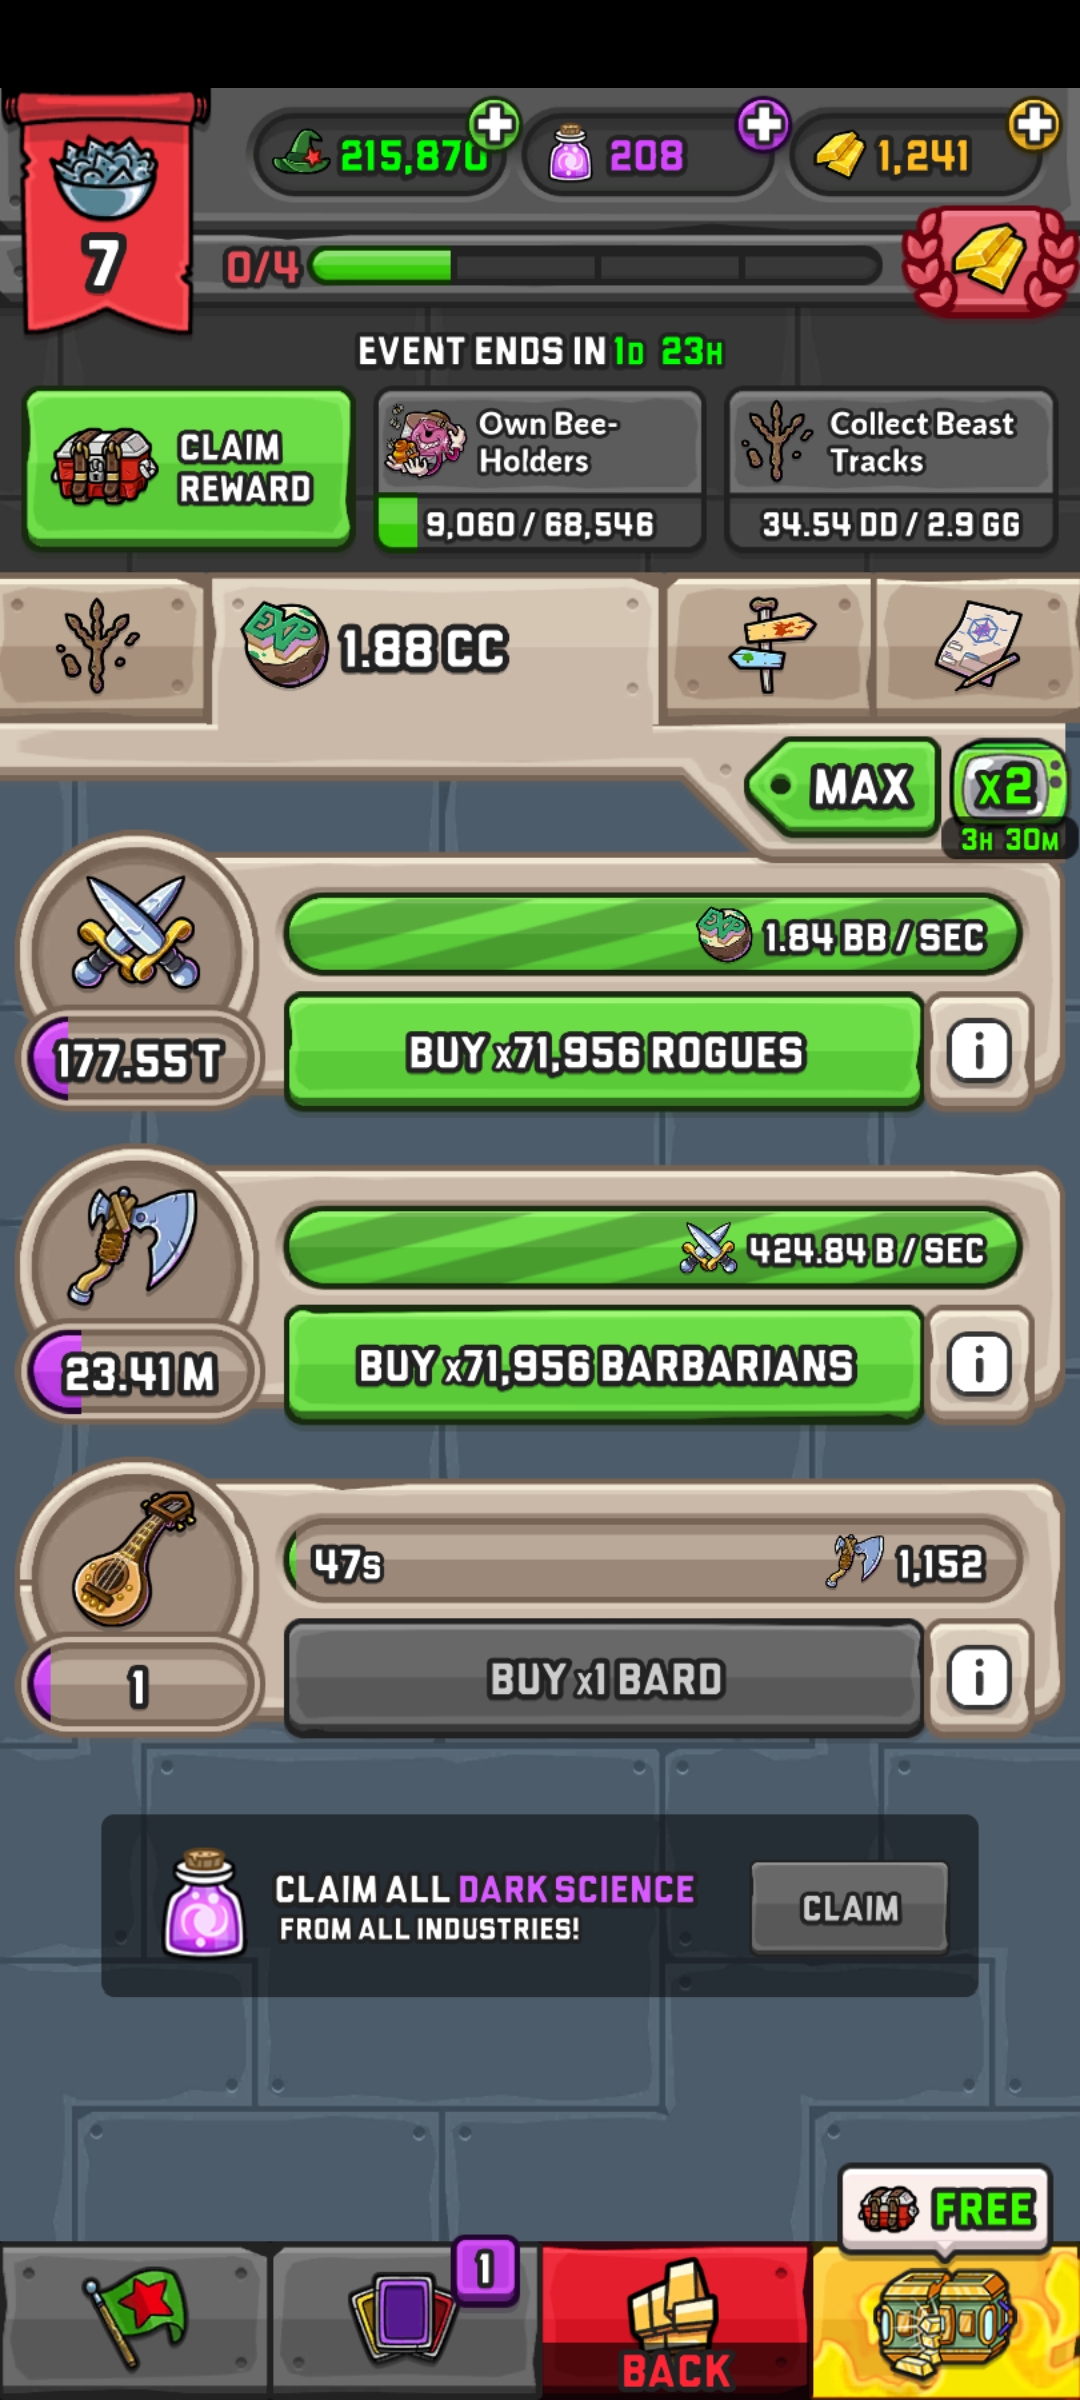 215,870
208
1,241
7
0/4
EVENT ENDS IN 1D 23H
CLAIM
REWARD
Own Bee-
Holders
9,060 / 68,546
Collect Beast
Tracks
34.54 DD / 2.9 GG
EXP
1.88 CC
MAX
x2
3H 30M
EXP
1.84 BB / SEC
177.55 T
BUY x71,956 ROGUES
i
424.84 B / SEC
23.41 M
BUY x71,956 BARBARIANS
i
47s
1,152
1
BUY x1 BARD
i
CLAIM ALL DARK SCIENCE
FROM ALL INDUSTRIES!
CLAIM
FREE
1
BACK